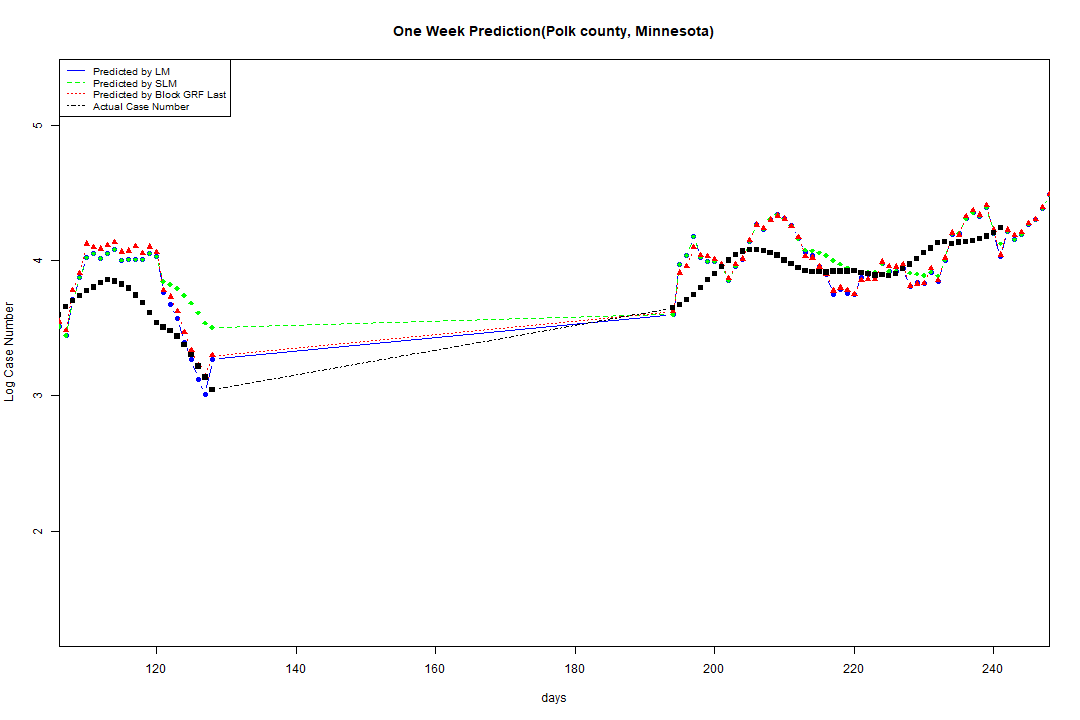 One Week Prediction(Polk county, Minnesota)
Predicted by LM
Predicted by SLM
Predicted by Block GRF Last
Actual Case Number
5
4
3
2
Log Case Number
120 140 160 180 200 220 240
days